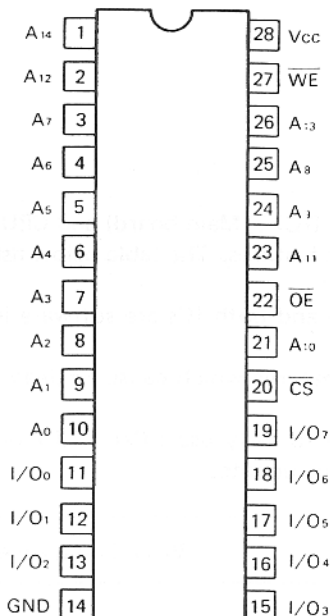 A14 1 28 Vcc
A12 2 27 WE
A7 3 26 A13
A6 4 25 A8
A5 5 24 A9
A4 6 23 A11
A3 7 22 OE
A2 8 21 A10
A1 9 20 CS
A0 10 19 I/O7
I/O0 11 18 I/O6
I/O1 12 17 I/O5
I/O2 13 16 I/O4
GND 14 15 I/O3